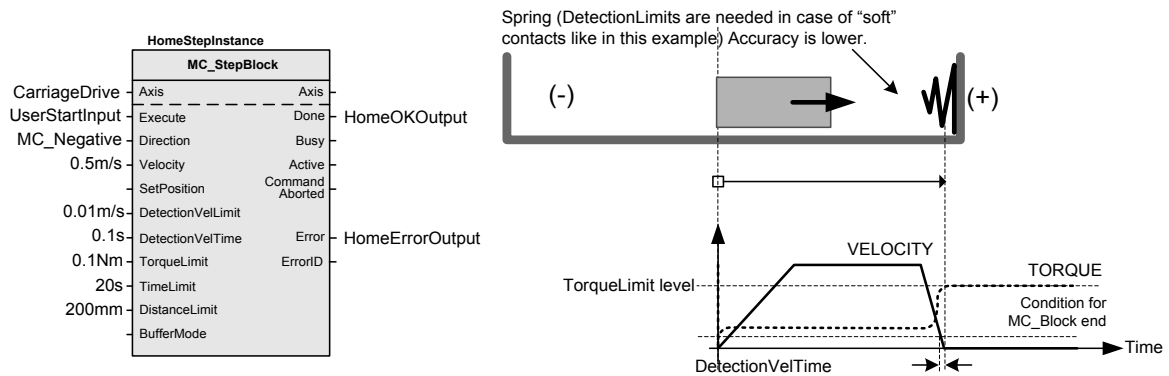 HomeStepInstance
MC_StepBlock
CarriageDrive Axis Axis
UserStartInput Execute Done HomeOKOutput
MC_Negative Direction Busy
0.5m/s Velocity Active
SetPosition Command
Aborted
0.01m/s DetectionVelLimit
0.1s DetectionVelTime Error HomeErrorOutput
0.1Nm TorqueLimit ErrorID
20s TimeLimit
200mm DistanceLimit
BufferMode
Spring (DetectionLimits are needed in case of “soft”
contacts like in this example) Accuracy is lower.
(-) (+)
VELOCITY
TorqueLimit level
TORQUE
Condition for
MC_Block end
Time
DetectionVelTime